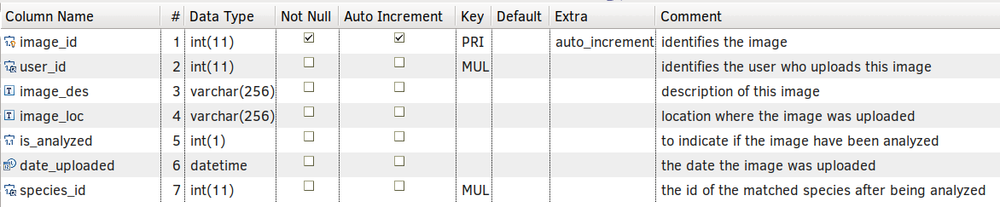 Column Name # Data Type Not Null Auto Increment Key Default Extra Comment
image_id 1 int(11) PRI auto_increment identifies the image
user_id 2 int(11) MUL identifies the user who uploads this image
image_des 3 varchar(256) description of this image
image_loc 4 varchar(256) location where the image was uploaded
is_analyzed 5 int(1) to indicate if the image have been analyzed
date_uploaded 6 datetime the date the image was uploaded
species_id 7 int(11) MUL the id of the matched species after being analyzed